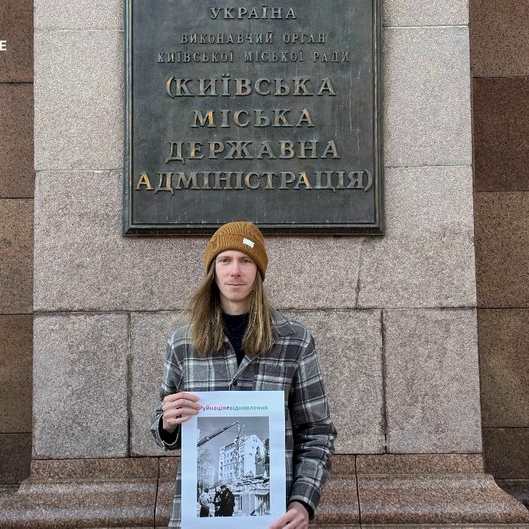 УКРАЇНА
ВИКОНАВЧИЙ ОРГАН
КИЇВСЬКОЇ МІСЬКОЇ РАДИ
(КИЇВСЬКА
МІСЬКА
ДЕРЖАВНА
АДМІНІСТРАЦІЯ)